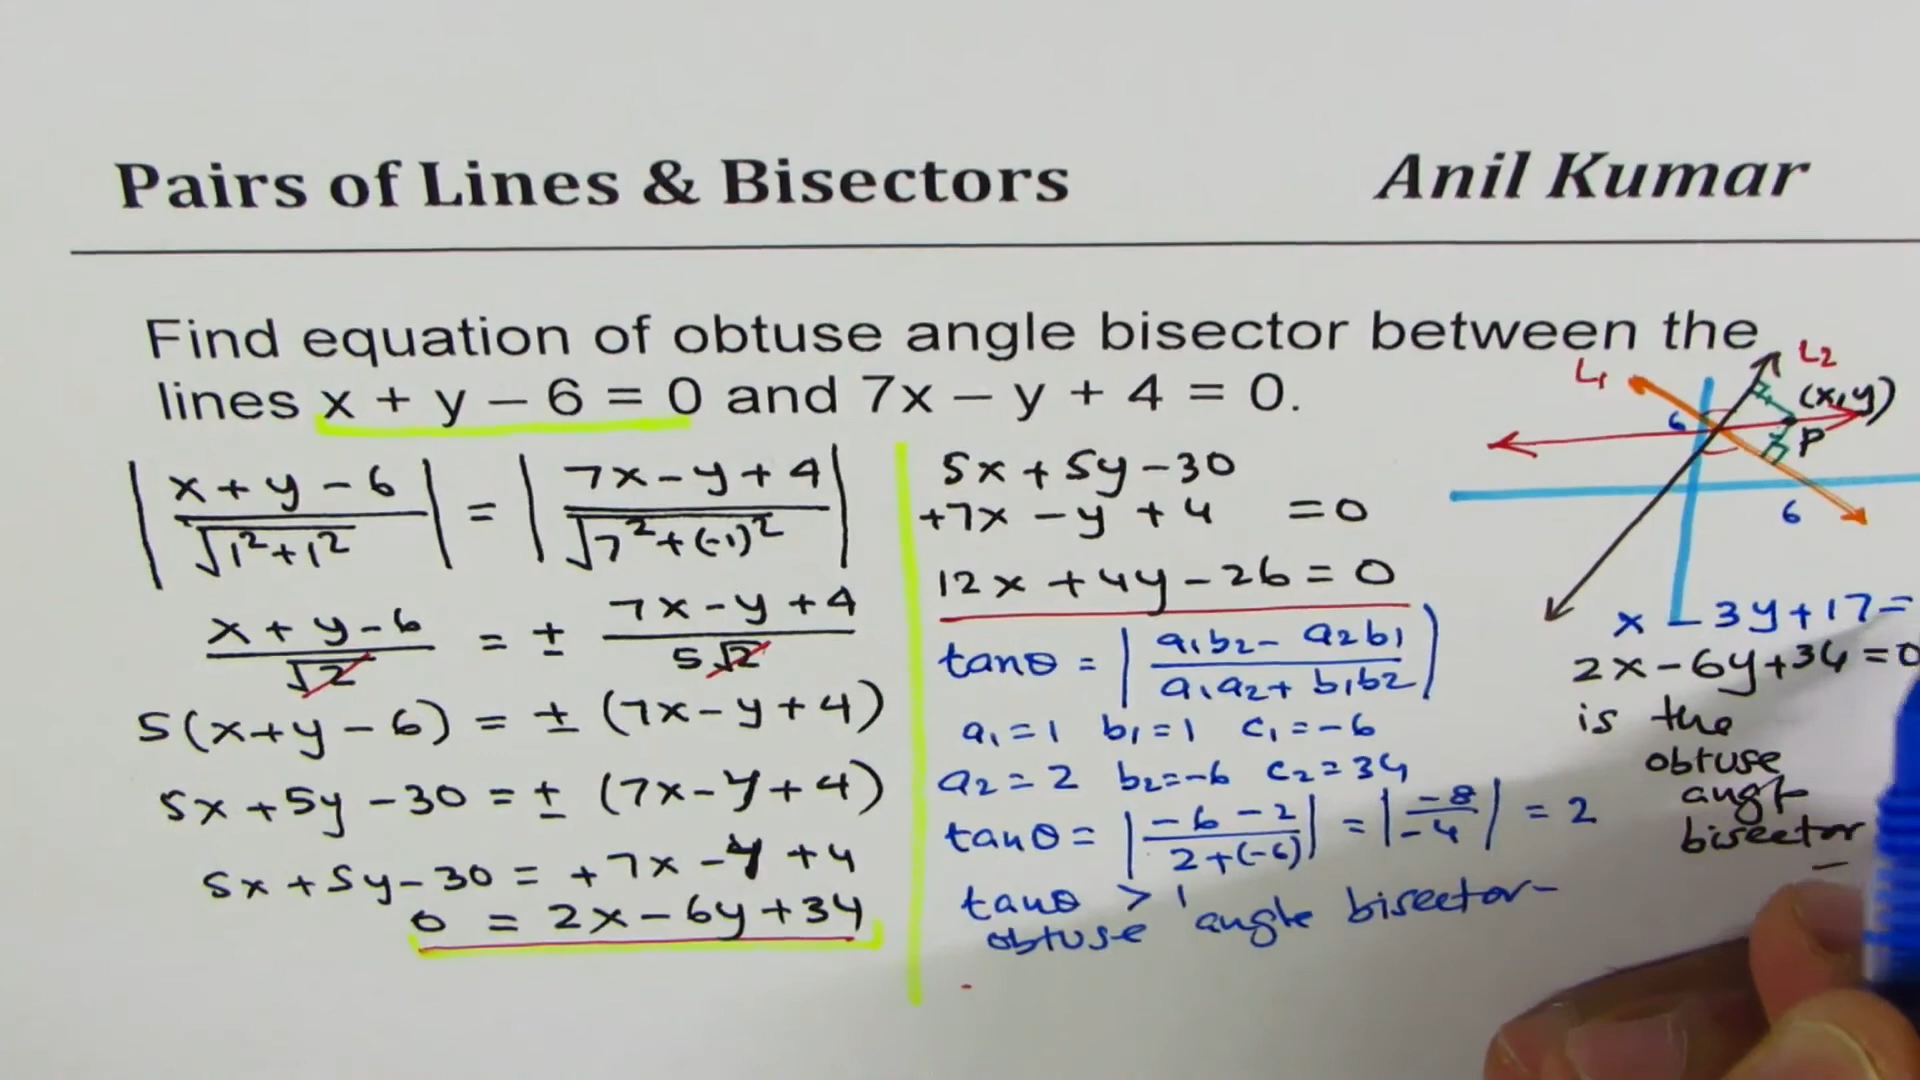 Pairs of Lines & Bisectors
Anil Kumar
Find equation of obtuse angle bisector between the
lines x + y – 6 = 0 and 7x – y + 4 = 0.
|x + y - 6 / √1²+1²| = |7x - y + 4 / √7²+(-1)²|
x + y - 6 / √2 = ± 7x - y + 4 / 5√2
5(x+y-6) = ± (7x-y+4)
5x+5y-30 = ± (7x-y+4)
5x+5y-30 = +7x-y+4
0 = 2x-6y+34
5x+5y-30
+7x -y +4 =0
12x +4y-26=0
tanθ = |a₁b₂- a₂b₁ / a₁a₂+ b₁b₂|
a₁=1 b₁=1 c₁=-6
a₂=2 b₂=-6 c₂=34
tanθ = |-6-2 / 2+(-6)| = |-8 / -4| = 2
tanθ > 1
obtuse angle bisector-
L₁
L₂
(x,y)
6
P
6
x - 3y+17=
2x-6y+34=0
is the
obtuse
angle
bisector